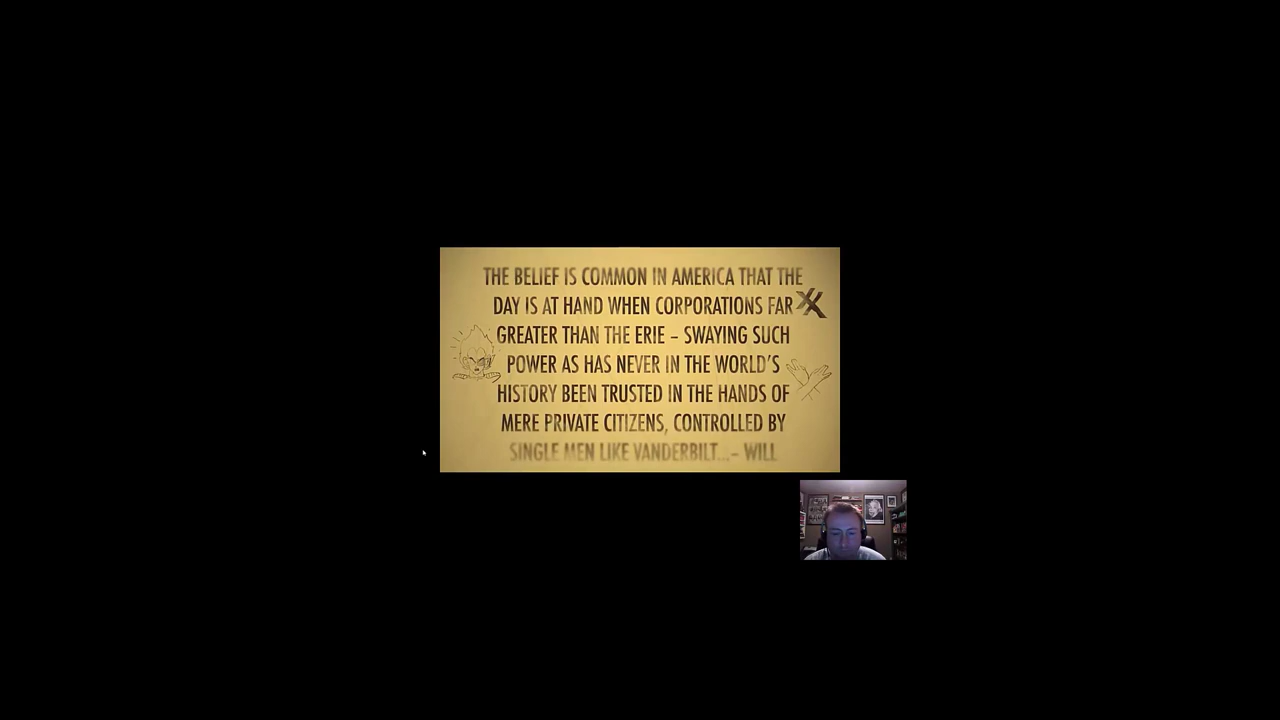 THE BELIEF IS COMMON IN AMERICA THAT THE
DAY IS AT HAND WHEN CORPORATIONS FAR
GREATER THAN THE ERIE – SWAYING SUCH
POWER AS HAS NEVER IN THE WORLD'S
HISTORY BEEN TRUSTED IN THE HANDS OF
MERE PRIVATE CITIZENS, CONTROLLED BY
SINGLE MEN LIKE VANDERBILT...– WILL